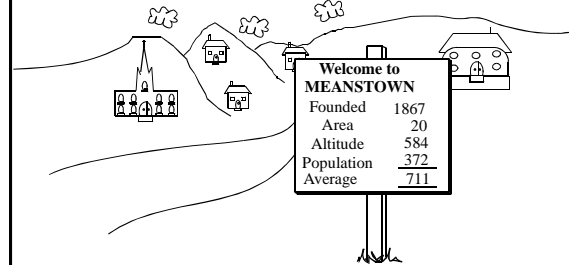 Welcome to
MEANSTOWN
Founded 1867
Area 20
Altitude 584
Population 372
Average 711